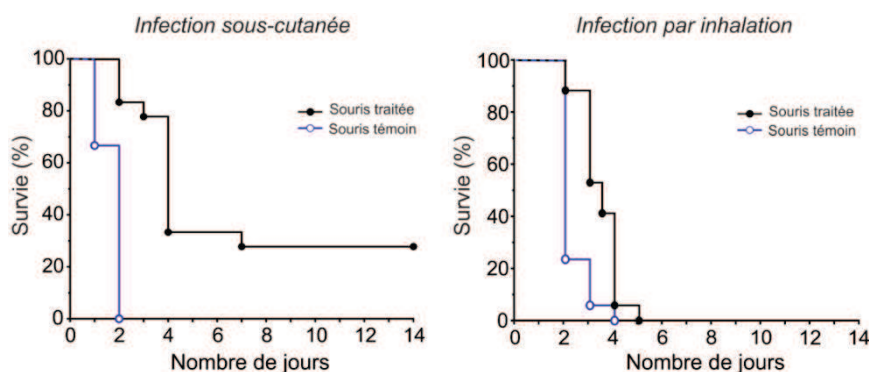 Infection sous-cutanée
100
80
60
40
20
0
Survie (%)
Souris traitée
Souris témoin
0 2 4 6 8 10 12 14
Nombre de jours
Infection par inhalation
100
80
60
40
20
0
Survie (%)
Souris traitée
Souris témoin
0 2 4 6 8 10 12 14
Nombre de jours